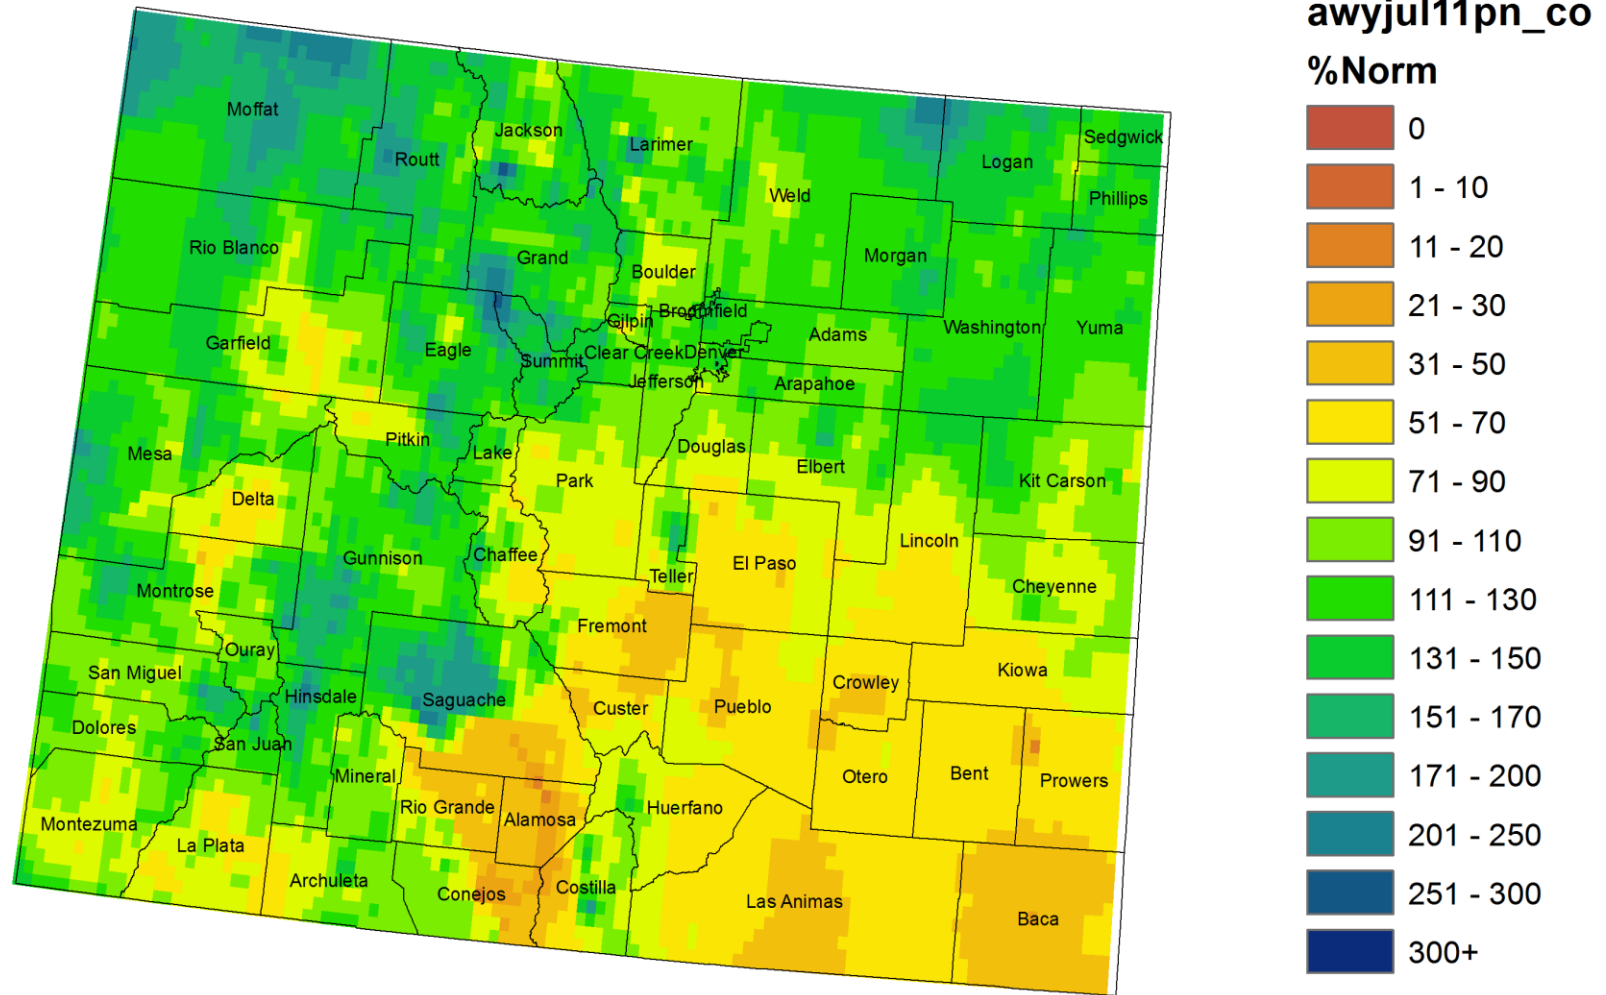 awyjul11pn_co
%Norm
0
1 - 10
11 - 20
21 - 30
31 - 50
51 - 70
71 - 90
91 - 110
111 - 130
131 - 150
151 - 170
171 - 200
201 - 250
251 - 300
300+
Moffat
Routt
Jackson
Larimer
Weld
Logan
Sedgwick
Phillips
Rio Blanco
Grand
Boulder
Morgan
Broomfield
Gilpin
Adams
Washington
Yuma
Garfield
Eagle
Summit
Clear Creek
Denver
Jefferson
Arapahoe
Mesa
Pitkin
Lake
Park
Douglas
Elbert
Kit Carson
Delta
Gunnison
Chaffee
Teller
El Paso
Lincoln
Cheyenne
Montrose
Fremont
Ouray
San Miguel
Hinsdale
Saguache
Custer
Pueblo
Crowley
Kiowa
Dolores
San Juan
Mineral
Rio Grande
Alamosa
Huerfano
Otero
Bent
Prowers
Montezuma
La Plata
Archuleta
Conejos
Costilla
Las Animas
Baca